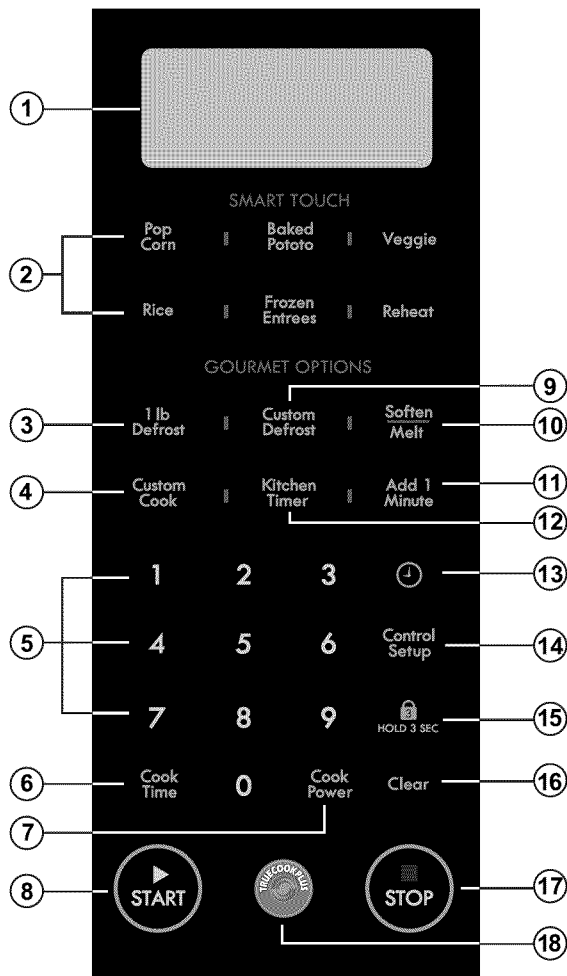 1
SMART TOUCH
Pop Corn
Baked Pototo
Veggie
2
Rice
Frozen Entrees
Reheat
GOURMET OPTIONS
9
3
1 lb Defrost
Custom Defrost
Soften
Melt
10
4
Custom Cook
Kitchen Timer
Add 1 Minute
11
12
1 2 3
13
5
4 5 6
Control Setup
14
7 8 9
HOLD 3 SEC
15
6
Cook Time
0
Cook Power
Clear
16
7
8
START
TRUECOOKPLUS
STOP
17
18